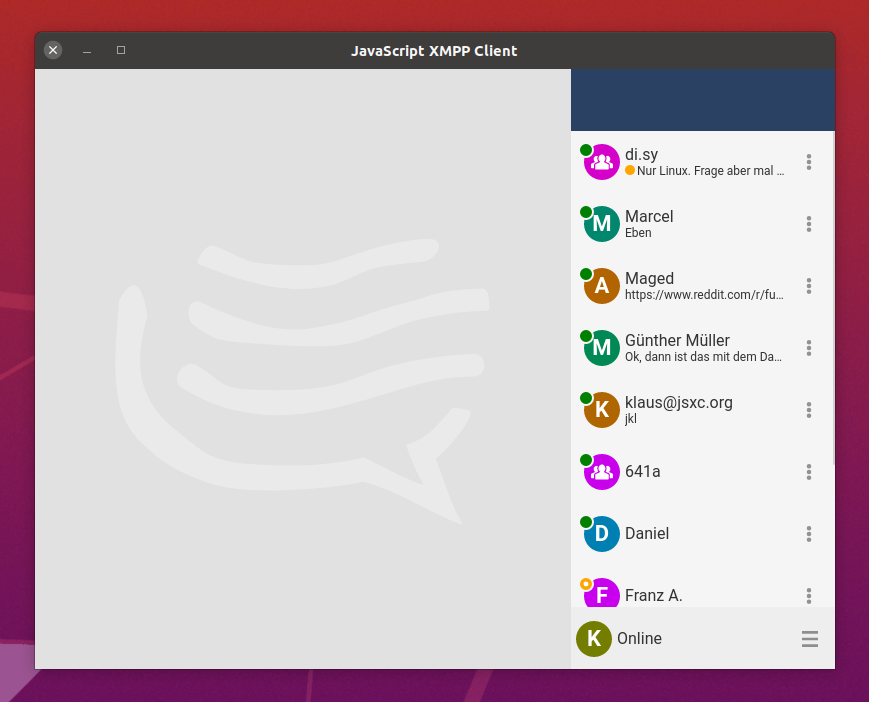 JavaScript XMPP Client
di.sy
Nur Linux. Frage aber mal ...
M
Marcel
Eben
A
Maged
https://www.reddit.com/r/fu...
M
Günther Müller
Ok, dann ist das mit dem Da...
K
klaus@jsxc.org
jkl
641a
D
Daniel
F
Franz A.
K
Online